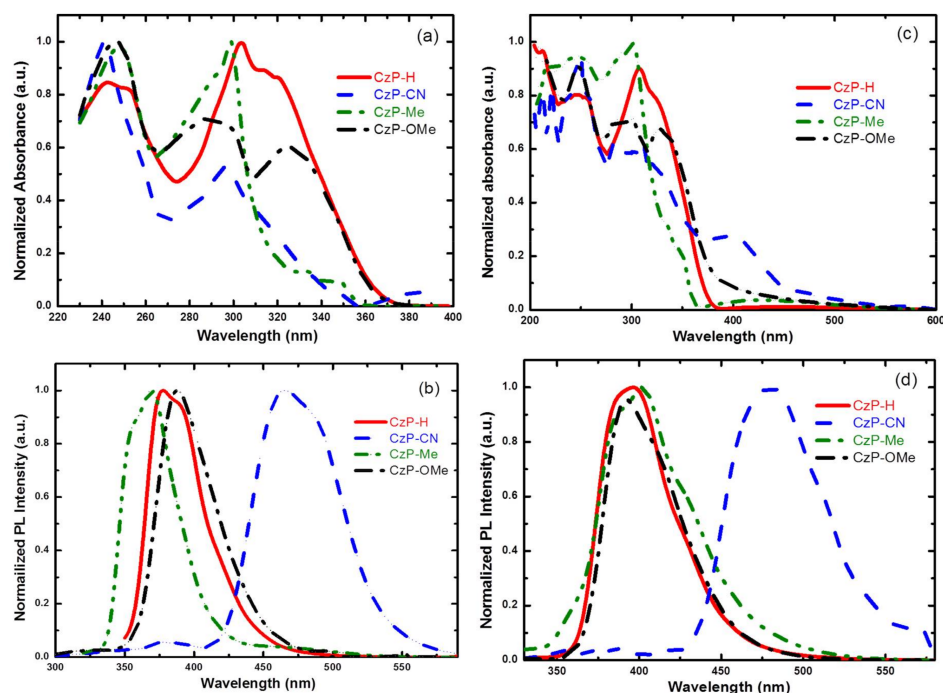 (a)
CzP-H
CzP-CN
CzP-Me
CzP-OMe
Normalized Absorbance (a.u.)
1.0
0.8
0.6
0.4
0.2
0.0
220 240 260 280 300 320 340 360 380 400
Wavelength (nm)
(c)
CzP-H
CzP-CN
CzP-Me
CzP-OMe
Normalized absorbance (a.u.)
1.0
0.8
0.6
0.4
0.2
0.0
200 300 400 500 600
Wavelength (nm)
(b)
CzP-H
CzP-CN
CzP-Me
CzP-OMe
Normailized PL Intensity (a.u.)
1.0
0.8
0.6
0.4
0.2
0.0
300 350 400 450 500 550
Wavelength (nm)
(d)
CzP-H
CzP-CN
CzP-Me
CzP-OMe
Normalized PL Intensity (a.u.)
1.0
0.8
0.6
0.4
0.2
0.0
350 400 450 500 550
Wavelength (nm)